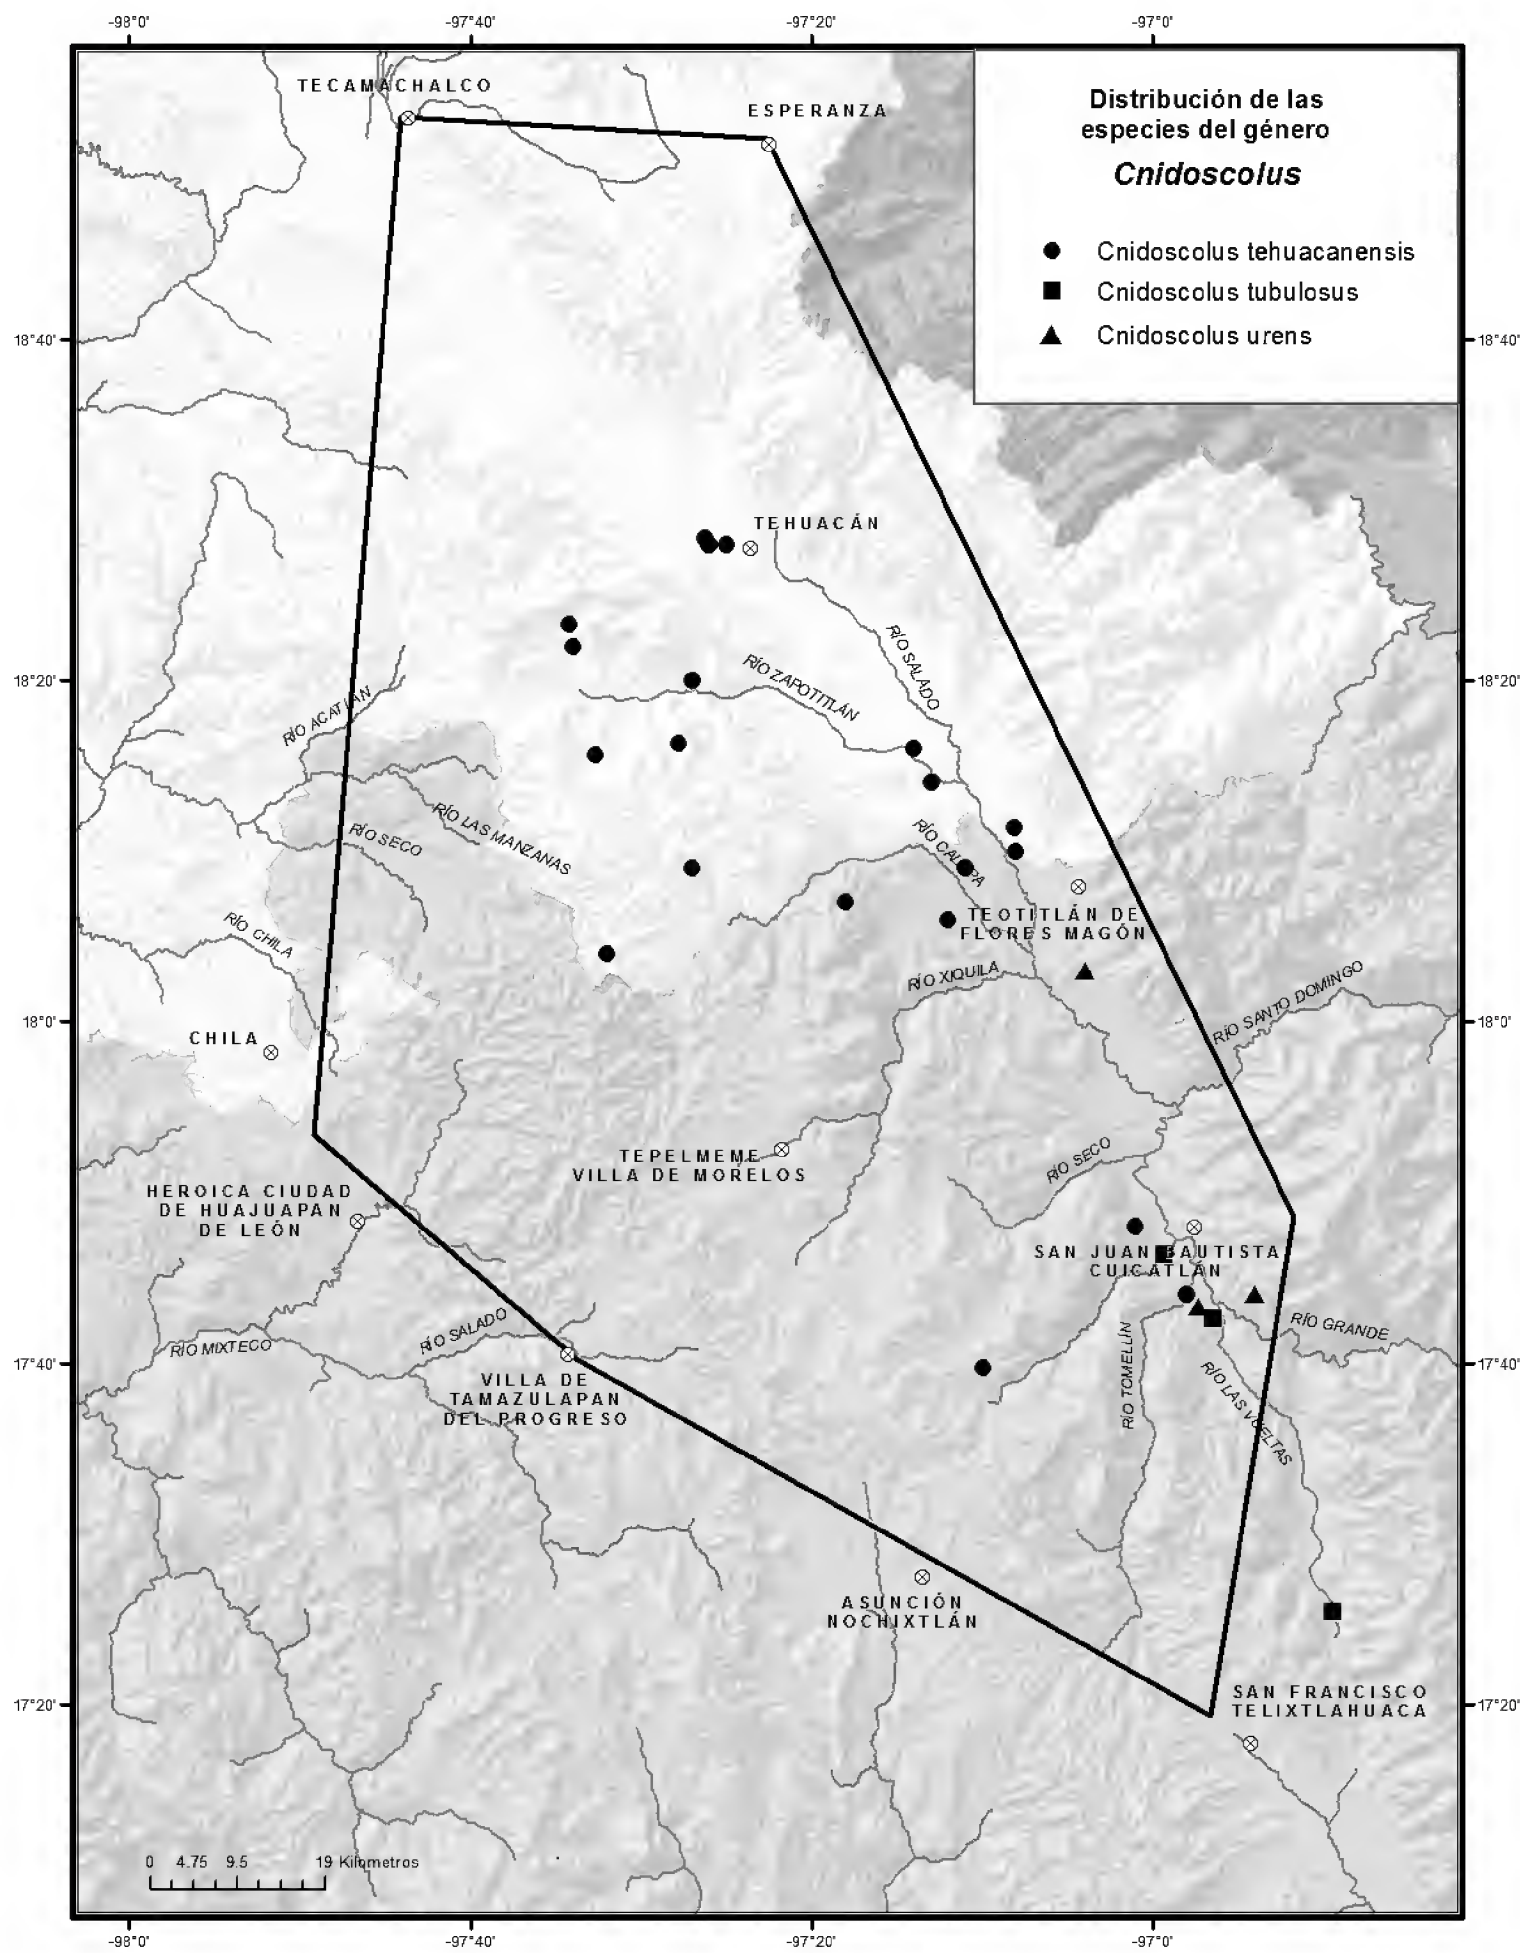 -98°0'
-97°40'
-97°20'
-97°0'
TECAMACHALCO
ESPERANZA
Distribución de las
especies del género
Cnidoscolus
Cnidoscolus tehuacanensis
Cnidoscolus tubulosus
Cnidoscolus urens
18°40'
18°40'
TEHUACÁN
RÍO SALADO
RÍO ZAPOTITLÁN
18°20'
18°20'
RÍO ACATLÁN
RÍO LAS MANZANAS
RÍO SECO
RÍO CALAPA
TEOTITLÁN DE
FLORES MAGÓN
RÍO CHILA
RÍO XIQUILA
RÍO SANTO DOMINGO
18°0'
18°0'
CHILA
TEPELMEME
VILLA DE MORELOS
RÍO SECO
HEROICA CIUDAD
DE HUAJUAPAN
DE LEÓN
SAN JUAN BAUTISTA
CUICATLÁN
RÍO GRANDE
RÍO MIXTECO
RÍO SALADO
17°40'
17°40'
RÍO TOMELLÍN
RÍO LAS VUELTAS
VILLA DE
TAMAZULAPAN
DEL PROGRESO
ASUNCIÓN
NOCHIXTLÁN
17°20'
17°20'
SAN FRANCISCO
TELIXTLAHUACA
0 4.75 9.5 19 Kilometros
-98°0'
-97°40'
-97°20'
-97°0'